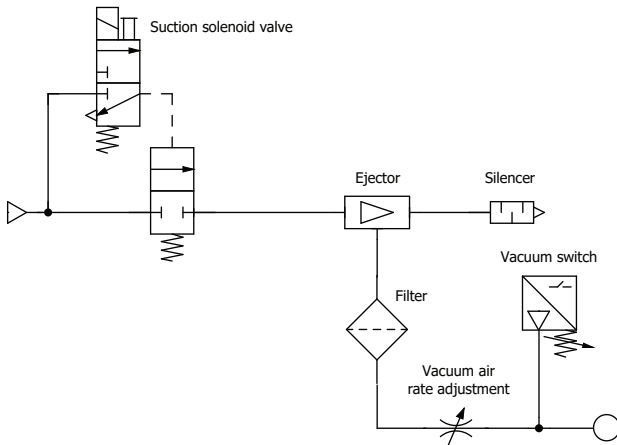 Suction solenoid valve
Ejector
Silencer
Vacuum switch
Filter
Vacuum air
rate adjustment